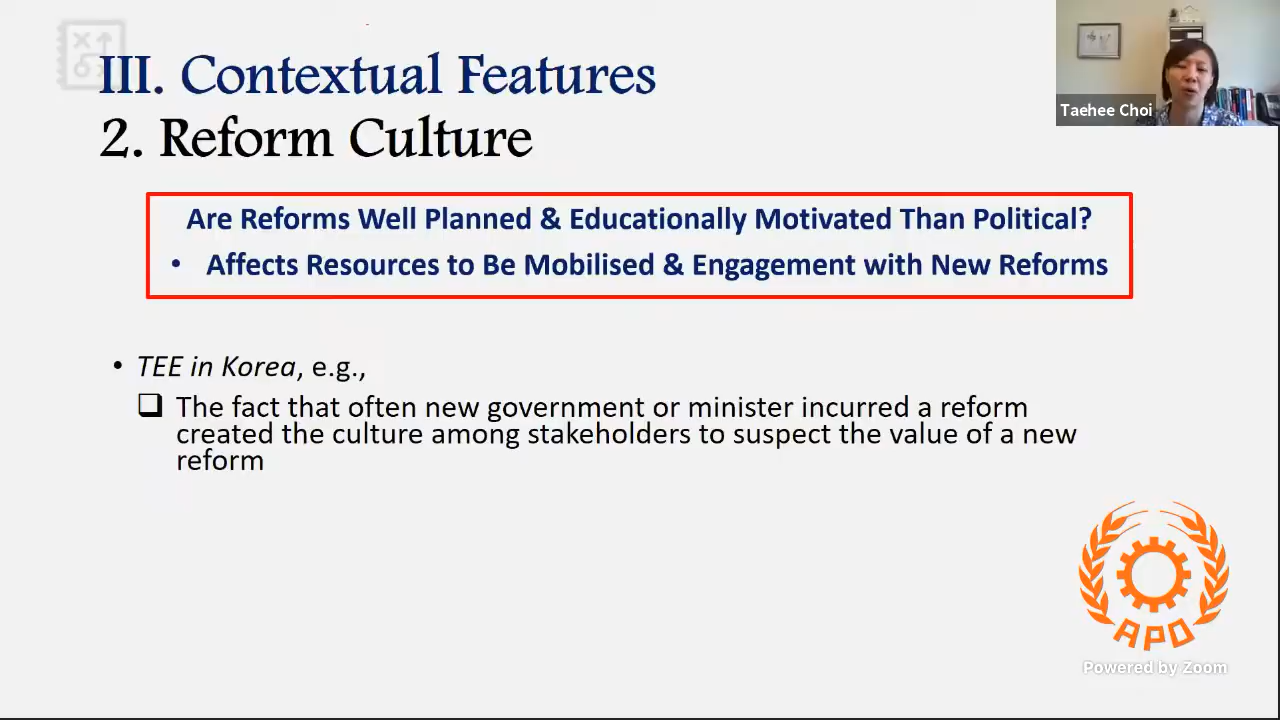 III. Contextual Features
2. Reform Culture
Taehee Choi
Are Reforms Well Planned & Educationally Motivated Than Political?
• Affects Resources to Be Mobilised & Engagement with New Reforms
• TEE in Korea, e.g.,
❑ The fact that often new government or minister incurred a reform
created the culture among stakeholders to suspect the value of a new
reform
APO
Powered by Zoom